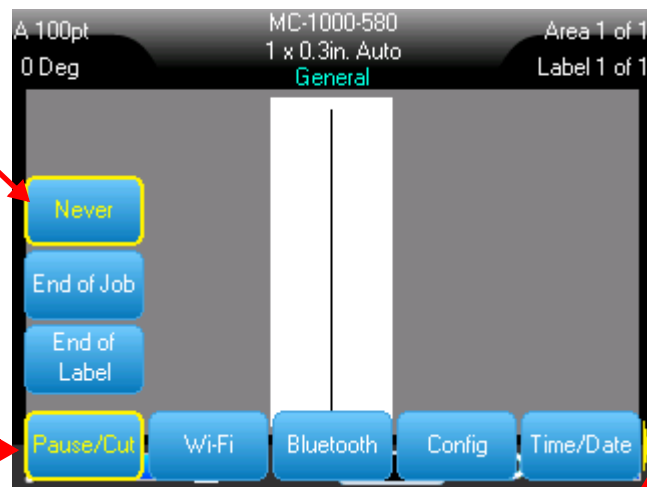 A 100pt
MC-1000-580
Area 1 of 1
0 Deg
1 x 0.3in. Auto
Label 1 of 1
General
Never
End of Job
End of
Label
Pause/Cut
Wi-Fi
Bluetooth
Config
Time/Date